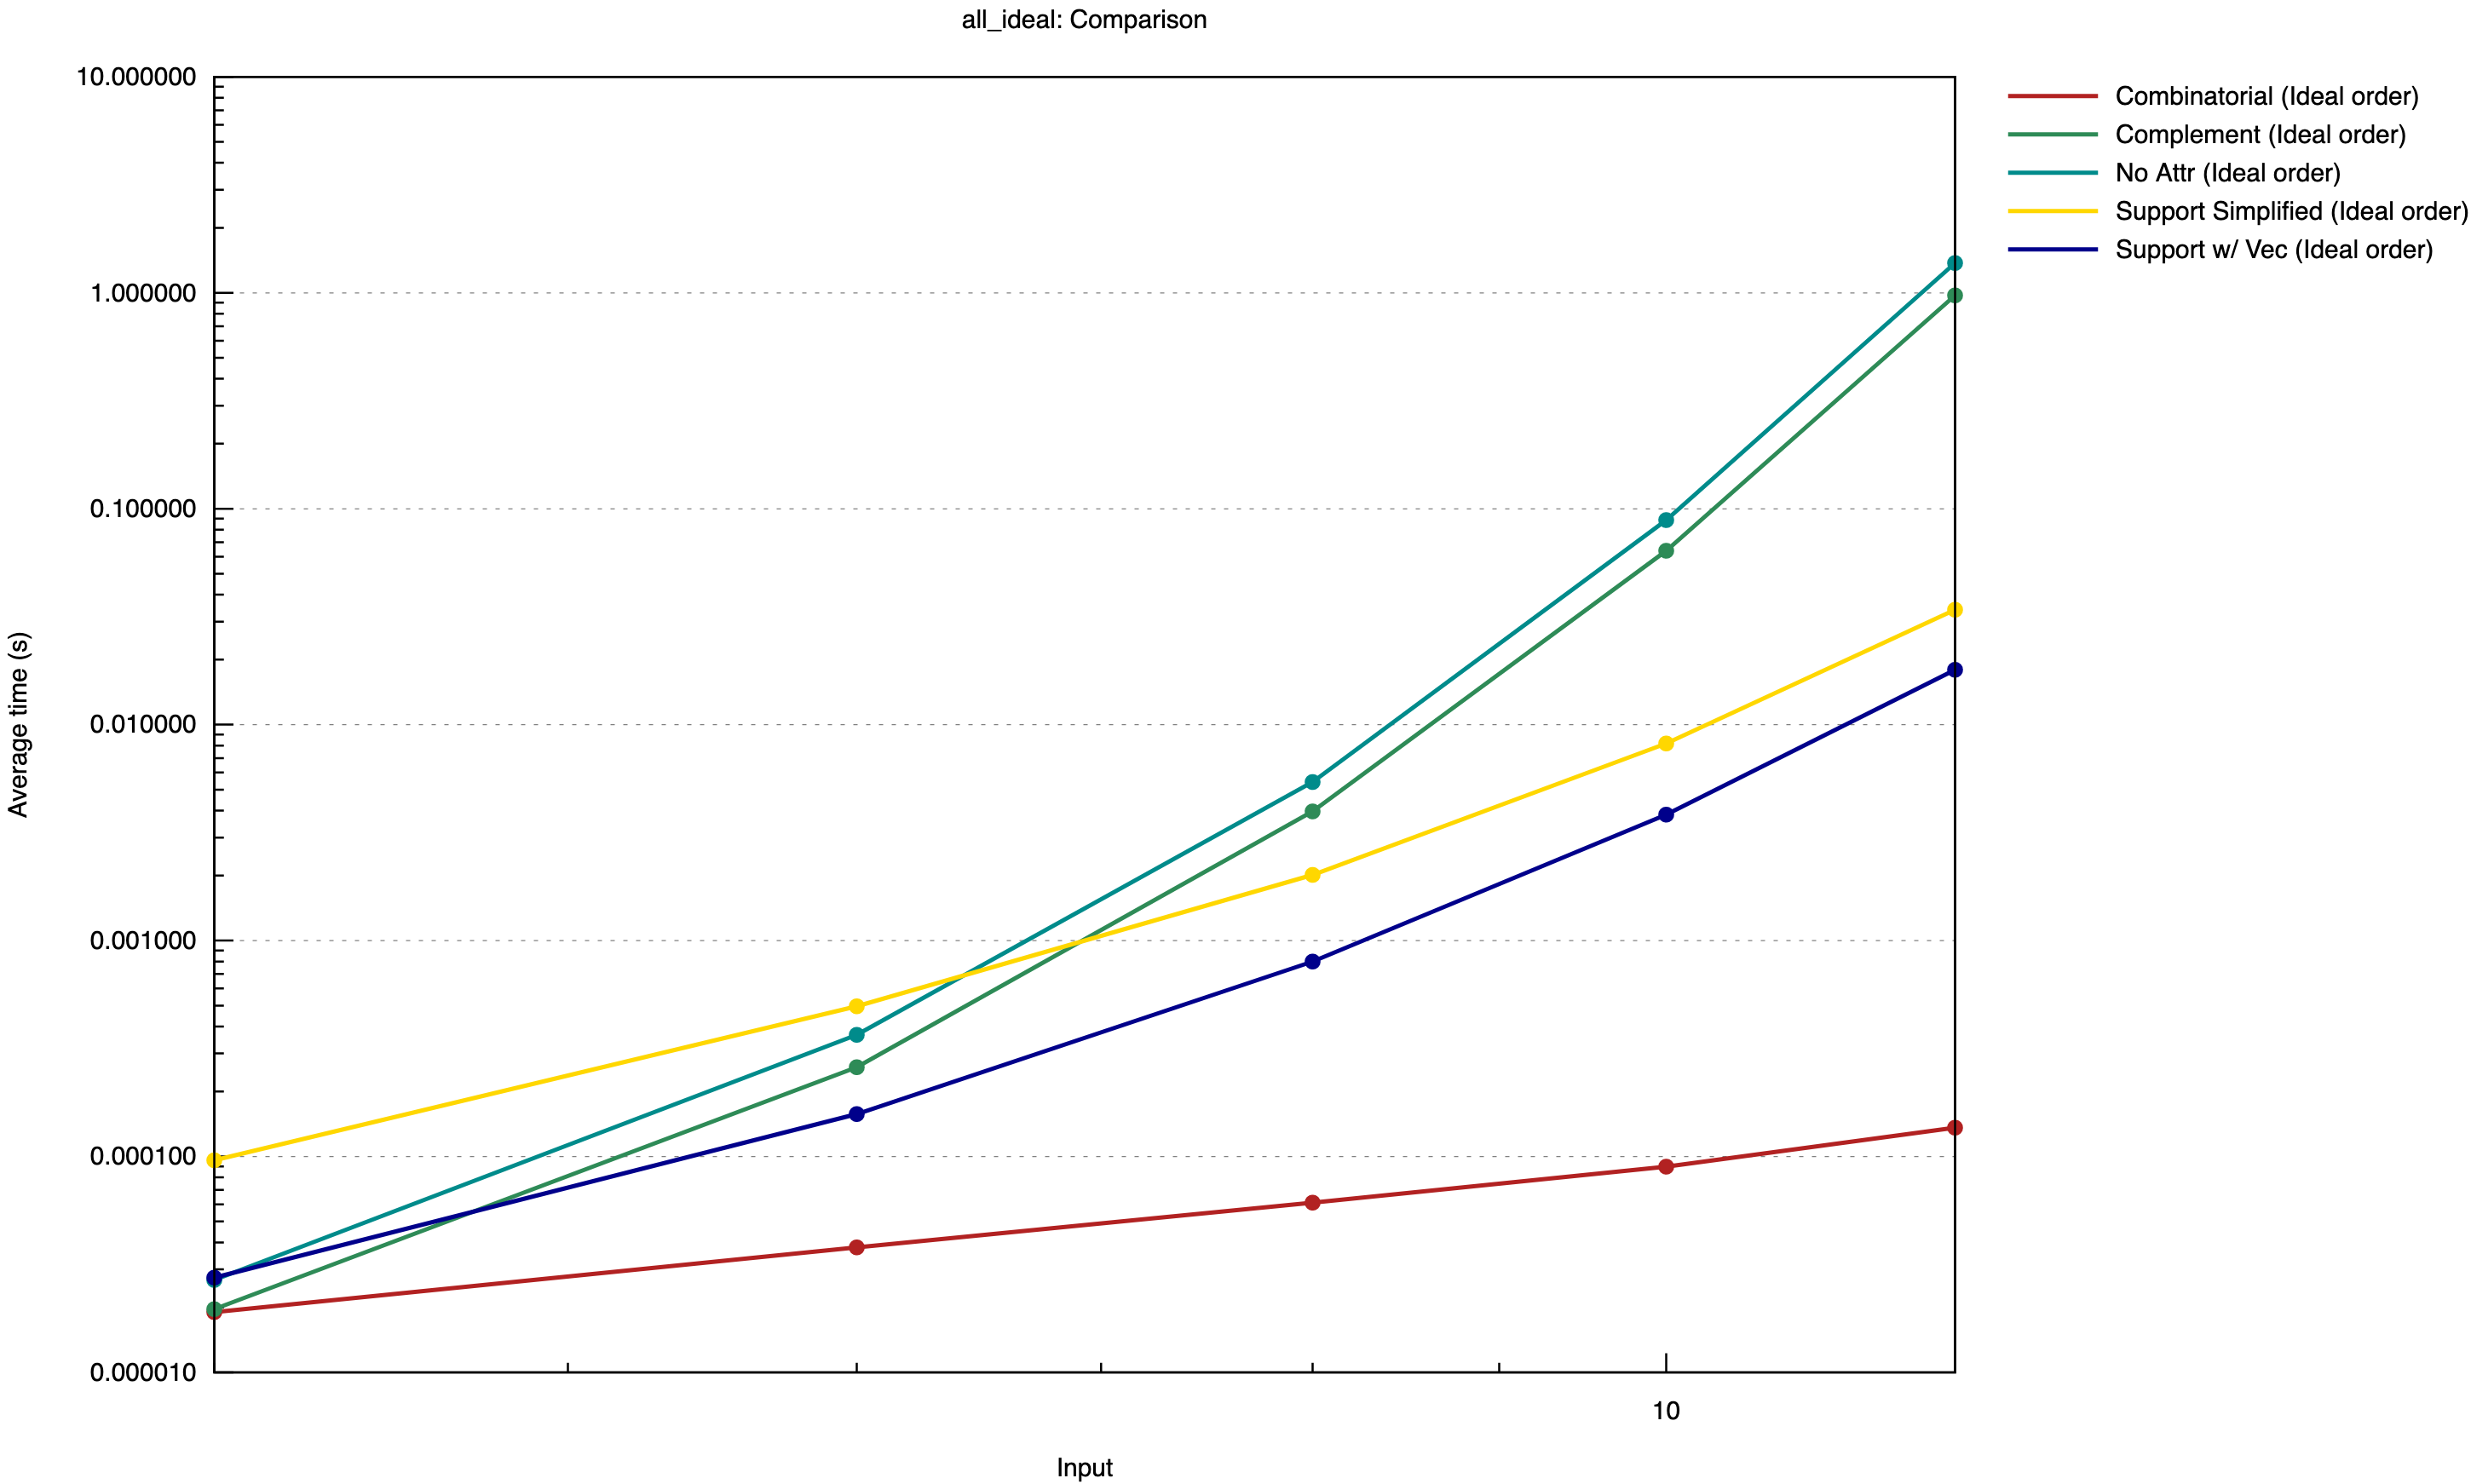 all_ideal: Comparison
10.000000
1.000000
0.100000
0.010000
0.001000
0.000100
0.000010
Average time (s)
10
Input
Combinatorial (Ideal order)
Complement (Ideal order)
No Attr (Ideal order)
Support Simplified (Ideal order)
Support w/ Vec (Ideal order)